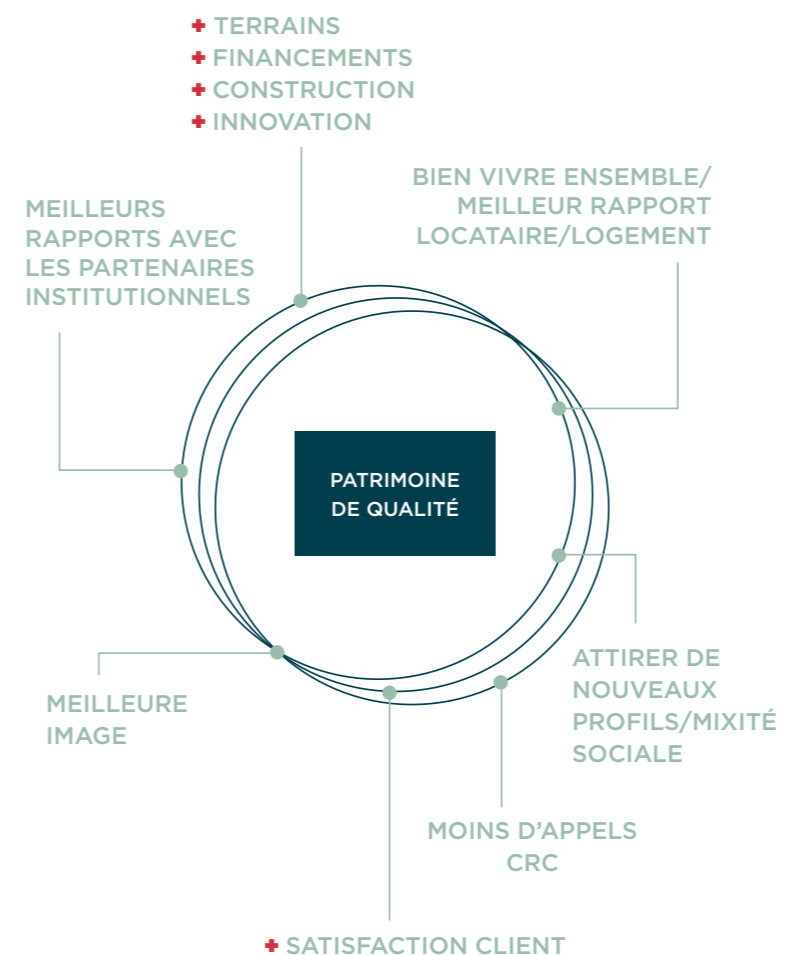 + TERRAINS
+ FINANCEMENTS
+ CONSTRUCTION
+ INNOVATION
BIEN VIVRE ENSEMBLE/
MEILLEUR RAPPORT
LOCATAIRE/LOGEMENT
MEILLEURS
RAPPORTS AVEC
LES PARTENAIRES
INSTITUTIONNELS
PATRIMOINE
DE QUALITÉ
ATTIRER DE
NOUVEAUX
PROFILS/MIXITÉ
SOCIALE
MEILLEURE
IMAGE
MOINS D’APPELS
CRC
+ SATISFACTION CLIENT